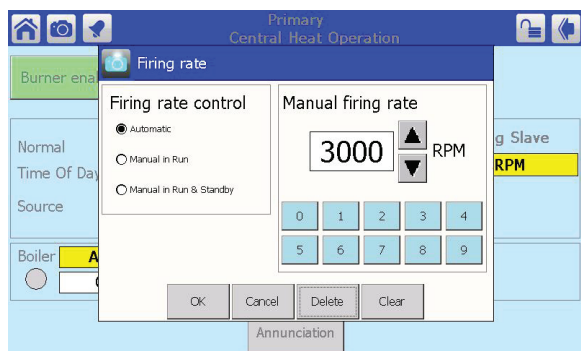 Primary
Central Heat Operation
Firing rate
Burner
Firing rate control
Manual firing rate
Automatic
3000 RPM
Manual in Run
Manual in Run & Standby
Normal
Slave
Time Of Day
RPM
Source
0 1 2 3 4
5 6 7 8 9
Boiler
OK Cancel Delete Clear
Annunciation